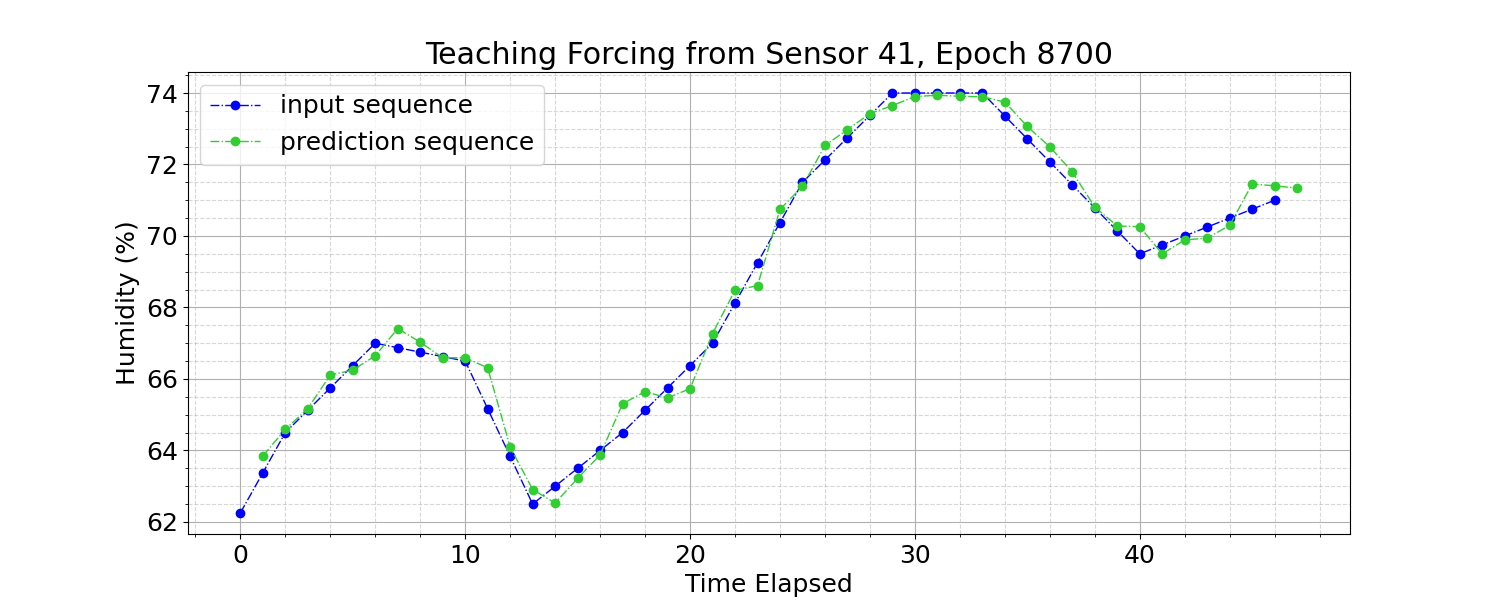 Teaching Forcing from Sensor 41, Epoch 8700
input sequence
prediction sequence
Humidity (%)
74
72
70
68
66
64
62
0 10 20 30 40
Time Elapsed